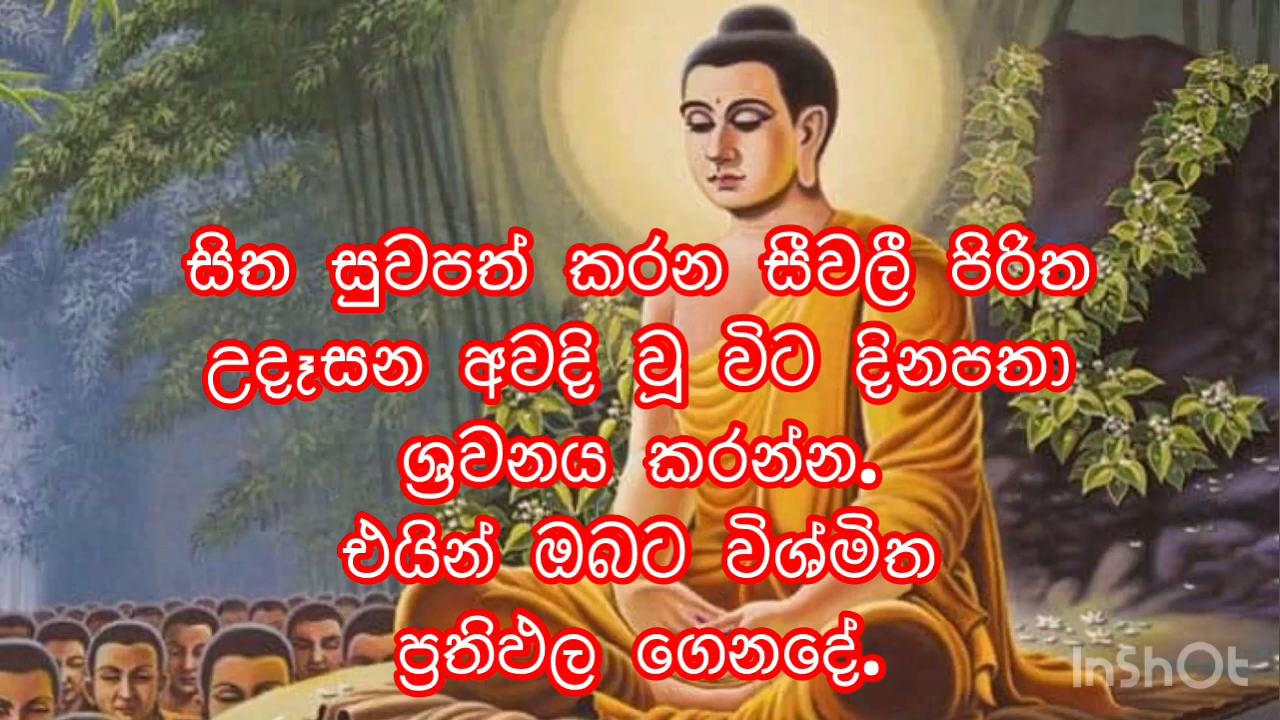 සිත සුවපත් කරන සීවලී පිරිත
උදෑසන අවදි වූ විට දිනපතා
ශ්‍රවනය කරන්න.
එයින් ඔබට විශ්මිත
ප්‍රතිඵල ගෙනදේ.
InShOt